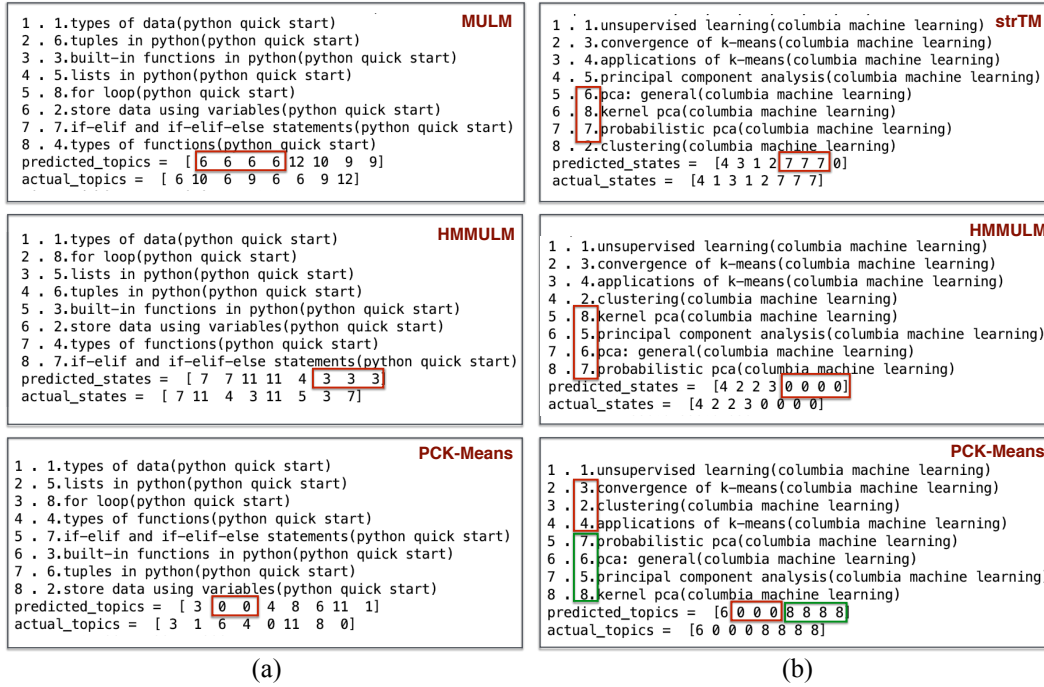 MULM
1 . 1.types of data(python quick start)
2 . 6.tuples in python(python quick start)
3 . 3.built-in functions in python(python quick start)
4 . 5.lists in python(python quick start)
5 . 8.for loop(python quick start)
6 . 2.store data using variables(python quick start)
7 . 7.if-elif and if-elif-else statements(python quick start)
8 . 4.types of functions(python quick start)
predicted_topics = [ 6 6 6 6 12 10 9 9]
actual_topics = [ 6 10 6 9 6 6 9 12]
HMMULM
1 . 1.types of data(python quick start)
2 . 8.for loop(python quick start)
3 . 5.lists in python(python quick start)
4 . 6.tuples in python(python quick start)
5 . 3.built-in functions in python(python quick start)
6 . 2.store data using variables(python quick start)
7 . 4.types of functions(python quick start)
8 . 7.if-elif and if-elif-else statements(python quick start)
predicted_states = [ 7 7 11 11 4 3 3 3]
actual_states = [ 7 11 4 3 11 5 3 7]
PCK-Means
1 . 1.types of data(python quick start)
2 . 5.lists in python(python quick start)
3 . 8.for loop(python quick start)
4 . 4.types of functions(python quick start)
5 . 7.if-elif and if-elif-else statements(python quick start)
6 . 3.built-in functions in python(python quick start)
7 . 6.tuples in python(python quick start)
8 . 2.store data using variables(python quick start)
predicted_topics = [ 3 0 0 4 8 6 11 1]
actual_topics = [ 3 1 6 4 0 11 8 0]
(a)
strTM
1 . 1.unsupervised learning(columbia machine learning)
2 . 3.convergence of k-means(columbia machine learning)
3 . 4.applications of k-means(columbia machine learning)
4 . 5.principal component analysis(columbia machine learning)
5 . 6.pca: general(columbia machine learning)
6 . 8.kernel pca(columbia machine learning)
7 . 7.probabilistic pca(columbia machine learning)
8 . 2.clustering(columbia machine learning)
predicted_states = [4 3 1 2 7 7 7 0]
actual_states = [4 1 3 1 2 7 7 7]
HMMULM
1 . 1.unsupervised learning(columbia machine learning)
2 . 3.convergence of k-means(columbia machine learning)
3 . 4.applications of k-means(columbia machine learning)
4 . 2.clustering(columbia machine learning)
5 . 8.kernel pca(columbia machine learning)
6 . 5.principal component analysis(columbia machine learning)
7 . 6.pca: general(columbia machine learning)
8 . 7.probabilistic pca(columbia machine learning)
predicted_states = [4 2 2 3 0 0 0 0]
actual_states = [4 2 2 3 0 0 0 0]
PCK-Means
1 . 1.unsupervised learning(columbia machine learning)
2 . 3.convergence of k-means(columbia machine learning)
3 . 2.clustering(columbia machine learning)
4 . 4.applications of k-means(columbia machine learning)
5 . 7.probabilistic pca(columbia machine learning)
6 . 6.pca: general(columbia machine learning)
7 . 5.principal component analysis(columbia machine learning)
8 . 8.kernel pca(columbia machine learning)
predicted_topics = [6 0 0 0 8 8 8 8]
actual_topics = [6 0 0 0 8 8 8 8]
(b)